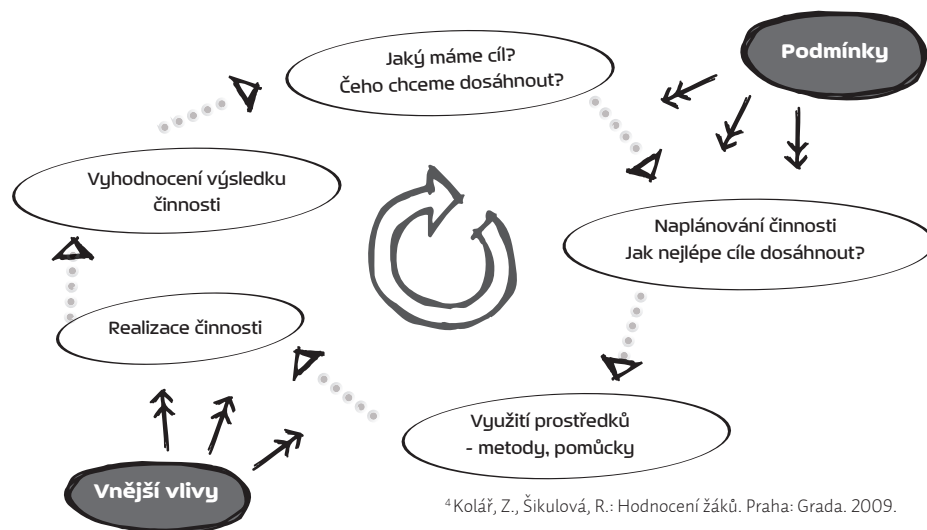 Jaký máme cíl?
Čeho chceme dosáhnout?
Podmínky
Vyhodnocení výsledku
činnosti
Naplánování činnosti
Jak nejlépe cíle dosáhnout?
Realizace činnosti
Využití prostředků
- metody, pomůcky
Vnější vlivy
⁴Kolář, Z., Šikulová, R.: Hodnocení žáků. Praha: Grada. 2009.